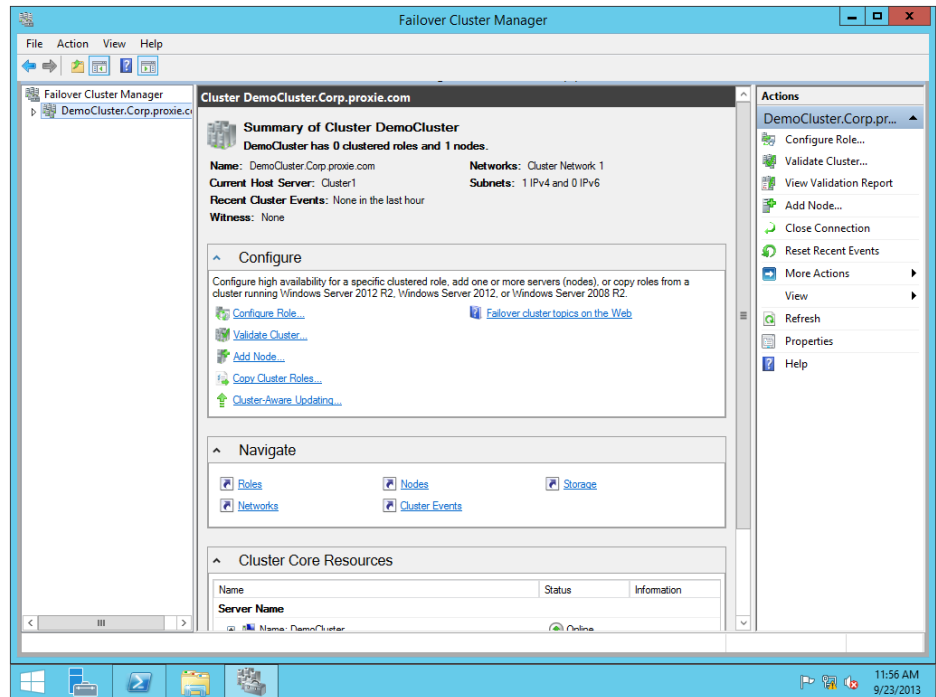 Failover Cluster Manager
File Action View Help
Failover Cluster Manager
DemoCluster.Corp.proxie.c
Cluster DemoCluster.Corp.proxie.com
Summary of Cluster DemoCluster
DemoCluster has 0 clustered roles and 1 nodes.
Name: DemoCluster.Corp.proxie.com Networks: Cluster Network 1
Current Host Server: Cluster1 Subnets: 1 IPv4 and 0 IPv6
Recent Cluster Events: None in the last hour
Witness: None
Configure
Configure high availability for a specific clustered role, add one or more servers (nodes), or copy roles from a
cluster running Windows Server 2012 R2, Windows Server 2012, or Windows Server 2008 R2.
Configure Role... Failover cluster topics on the Web
Validate Cluster...
Add Node...
Copy Cluster Roles...
Cluster-Aware Updating...
Navigate
Roles Nodes Storage
Networks Cluster Events
Cluster Core Resources
Name Status Information
Server Name
Name: DemoCluster Online
Actions
DemoCluster.Corp.pr...
Configure Role...
Validate Cluster...
View Validation Report
Add Node...
Close Connection
Reset Recent Events
More Actions
View
Refresh
Properties
Help
11:56 AM
9/23/2013